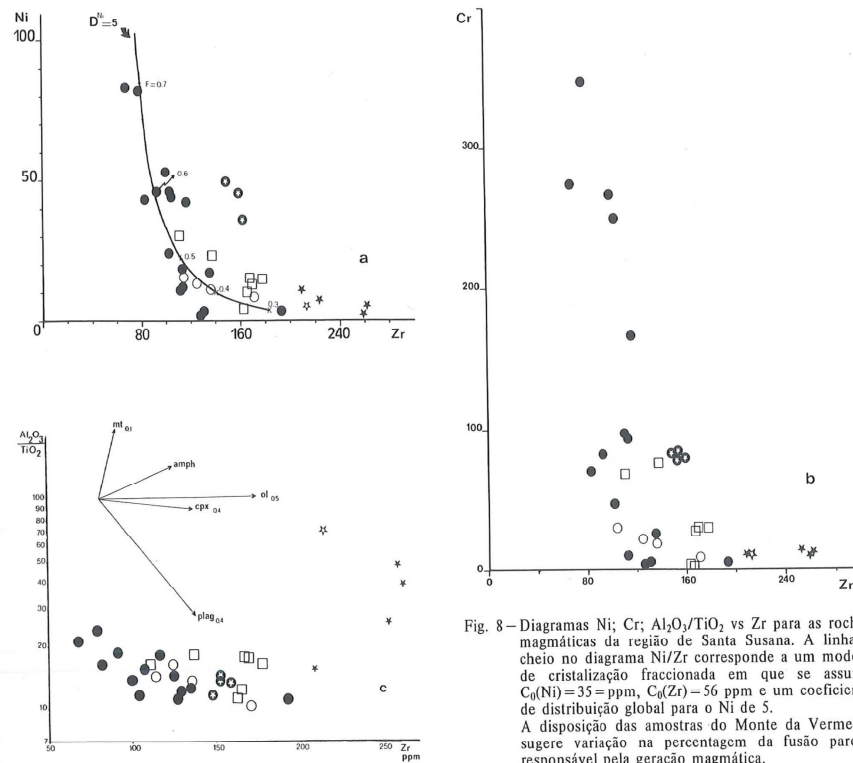 Ni
D^Ni=5
100
F=0.7
0.6
50
a
0.5
0.4
0.3
0
80
160
240
Zr
Cr
300
200
100
b
0
0
80
160
240
Zr
Al₂O₃
TiO₂
mt 0.1
amph
ol 0.5
cpx 0.4
plag 0.4
100
90
80
70
60
50
40
30
20
10
7
c
50
100
150
200
250
Zr
ppm
Fig. 8 – Diagramas Ni; Cr; Al₂O₃/TiO₂ vs Zr para as roch
magmáticas da região de Santa Susana. A linha
cheio no diagrama Ni/Zr corresponde a um mode
de cristalização fraccionada em que se assu
C₀(Ni)=35=ppm, C₀(Zr)–56 ppm e um coeficien
de distribuição global para o Ni de 5.
A disposição das amostras do Monte da Verme
sugere variação na percentagem da fusão parc
responsável pela geração magmática.